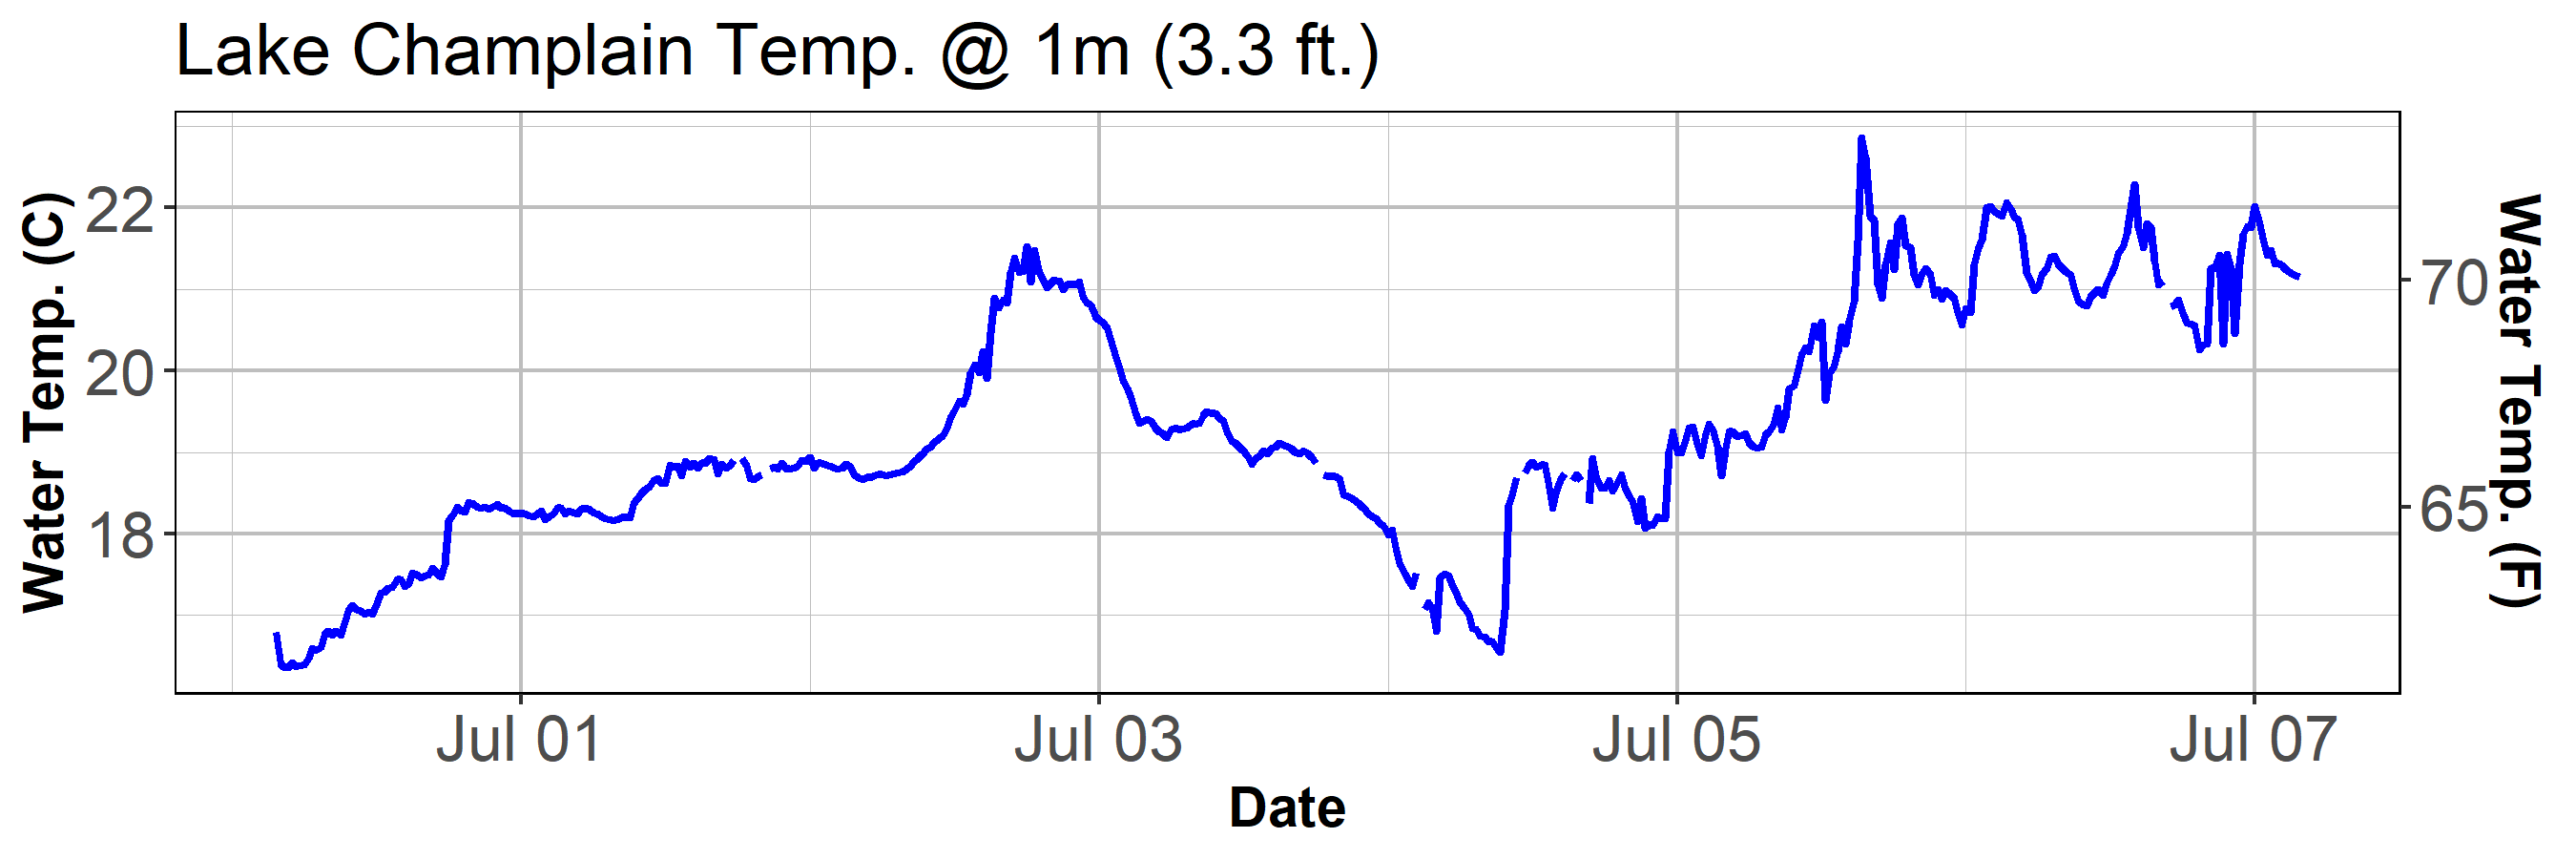 Lake Champlain Temp. @ 1m (3.3 ft.)
Water Temp. (C)
22
20
18
70
65
Water Temp. (F)
Jul 01
Jul 03
Jul 05
Jul 07
Date